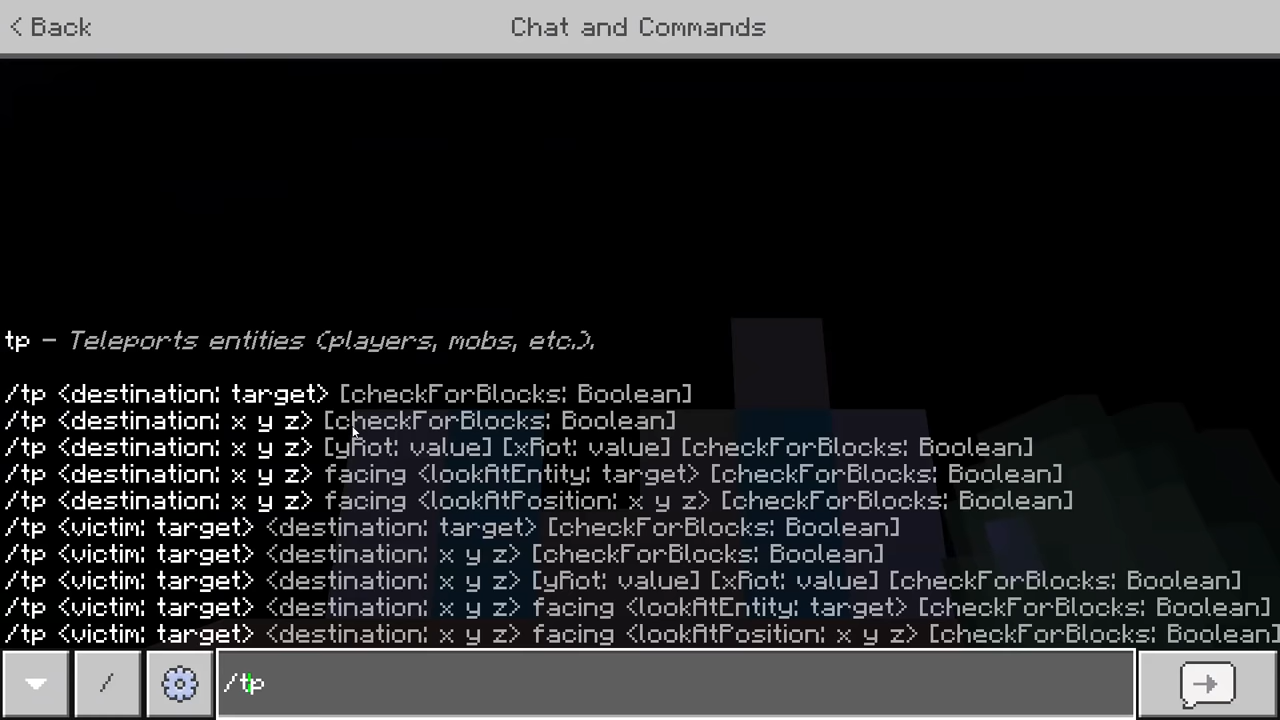 < Back
Chat and Commands
tp - Teleports entities (players, mobs, etc.).
/tp <destination: target> [checkForBlocks: Boolean]
/tp <destination: x y z> [checkForBlocks: Boolean]
/tp <destination: x y z> [yRot: value] [xRot: value] [checkForBlocks: Boolean]
/tp <destination: x y z> facing <lookAtEntity: target> [checkForBlocks: Boolean]
/tp <destination: x y z> facing <lookAtPosition: x y z> [checkForBlocks: Boolean]
/tp <victim: target> <destination: target> [checkForBlocks: Boolean]
/tp <victim: target> <destination: x y z> [checkForBlocks: Boolean]
/tp <victim: target> <destination: x y z> [yRot: value] [xRot: value] [checkForBlocks: Boolean]
/tp <victim: target> <destination: x y z> facing <lookAtEntity: target> [checkForBlocks: Boolean]
/tp <victim: target> <destination: x y z> facing <lookAtPosition: x y z> [checkForBlocks: Boolean]
/
/tp